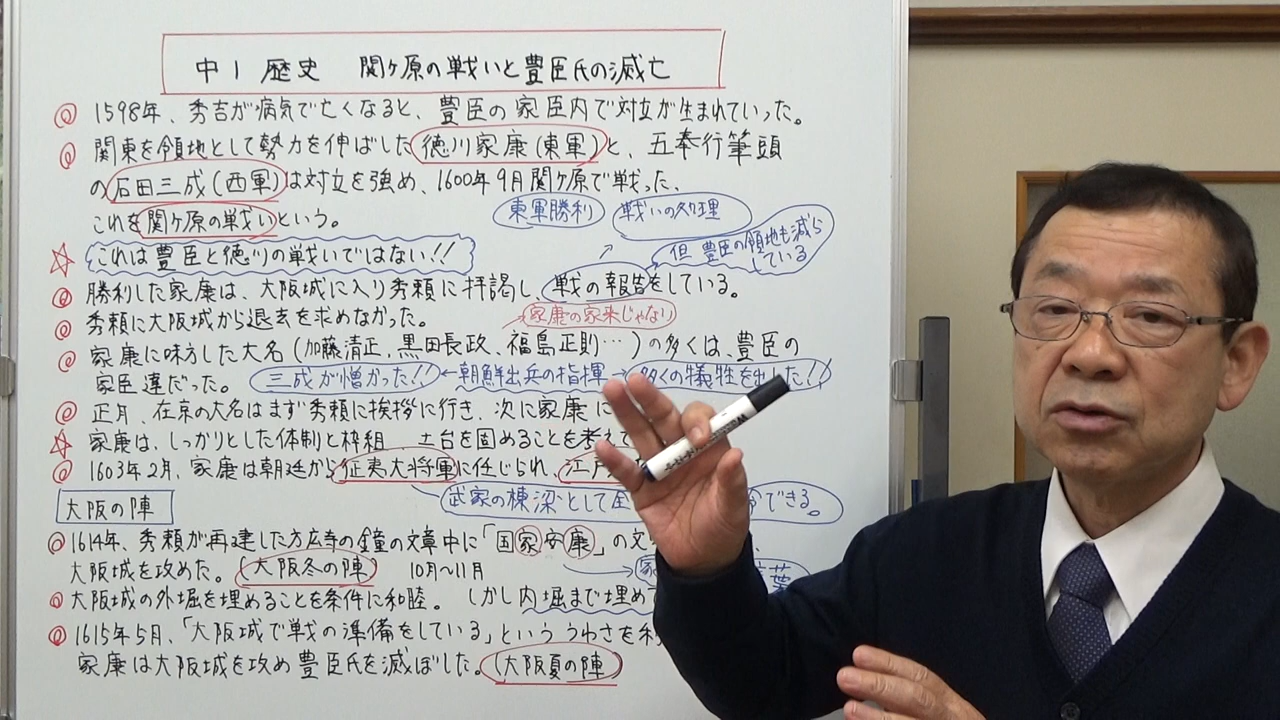 中1 歴史 関ヶ原の戦いと豊臣氏の滅亡
◎ 1598年、秀吉が病気で亡くなると、豊臣の家臣内で対立が生まれていった。
◎ 関東を領地として勢力を伸ばした徳川家康(東軍)と、五奉行筆頭
の石田三成(西軍)は対立を強め、1600年9月関ヶ原で戦った、
これを関ヶ原の戦いという。
東軍勝利 戦いの処理
☆ これは豊臣と徳川の戦いではない!!
但 豊臣の領地も減ら
している
◎ 勝利した家康は、大阪城に入り秀頼に拝謁し、戦の報告をしている。
◎ 秀頼に大阪城から退去を求めなかった。
家康の家来じゃない
◎ 家康に味方した大名(加藤清正、黒田長政、福島正則…)の多くは、豊臣の
家臣達だった。
三成が憎かった!! ← 朝鮮出兵の指揮 → 多くの犠牲を出した!!
◎ 正月、在京の大名はまず秀頼に挨拶に行き、次に家康に
☆ 家康は、しっかりとした体制と枠組 土台を固めることを考えて
◎ 1603年2月、家康は朝廷から征夷大将軍に任じられ、江戸
武家の棟梁として全 できる。
大阪の陣
◎ 1614年、秀頼が再建した方広寺の鐘の文章中に「国家安康」の文
大阪城を攻めた。(大阪冬の陣) 10月~11月
家 葉
◎ 大阪城の外堀を埋めることを条件に和睦。しかし内堀まで埋めて
◎ 1615年5月、「大阪城で戦の準備をしている」といううわさを利
家康は大阪城を攻め豊臣氏を滅ぼした。(大阪夏の陣)